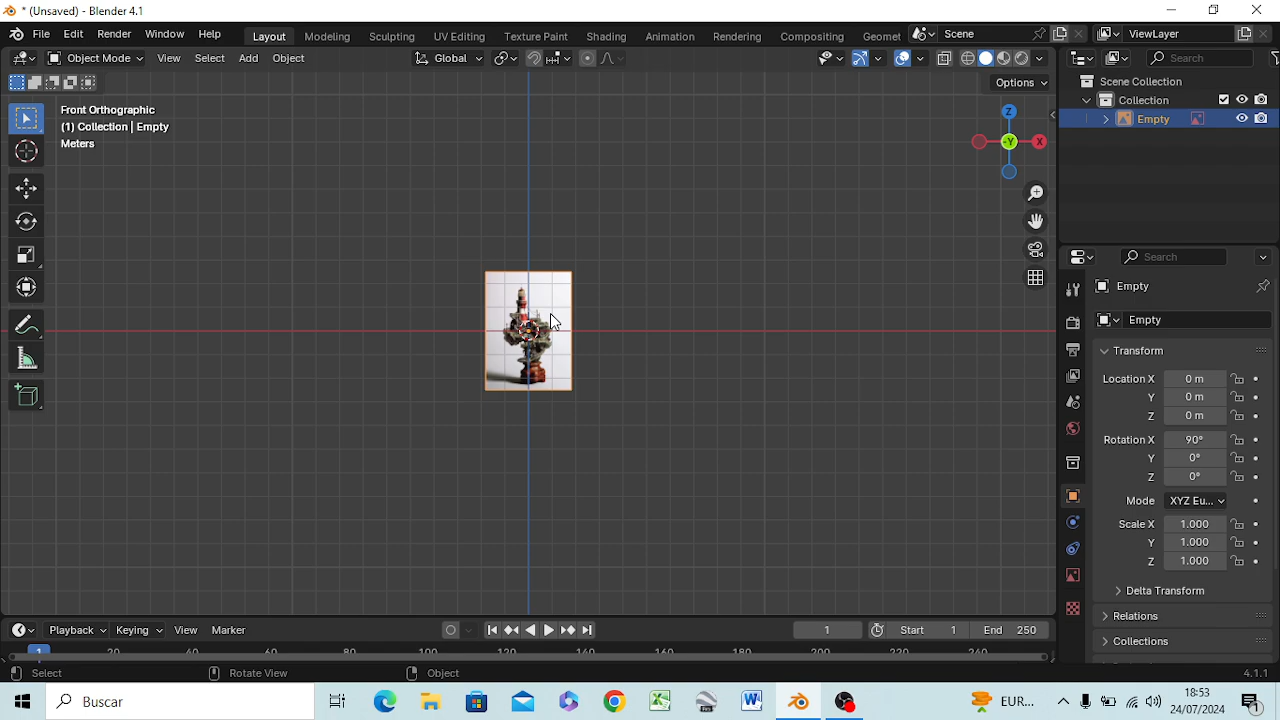 * (Unsaved) - Blender 4.1
File Edit Render Window Help Layout Modeling Sculpting UV Editing Texture Paint Shading Animation Rendering Compositing Geomet Scene ViewLayer
Object Mode View Select Add Object Global Search
Options
Scene Collection
Collection
Empty
Front Orthographic
(1) Collection | Empty
Meters
Z
-Y X
Search
Empty
Empty
Transform
Location X 0 m
Y 0 m
Z 0 m
Rotation X 90°
Y 0°
Z 0°
Mode XYZ Eu...
Scale X 1.000
Y 1.000
Z 1.000
Delta Transform
Relations
Collections
Playback Keying View Marker 1 Start 1 End 250
1 20 40 60 80 100 120 140 160 180 200 220 240
Select Rotate View Object 4.1.1
Buscar EUR... 8:53
24/07/2024